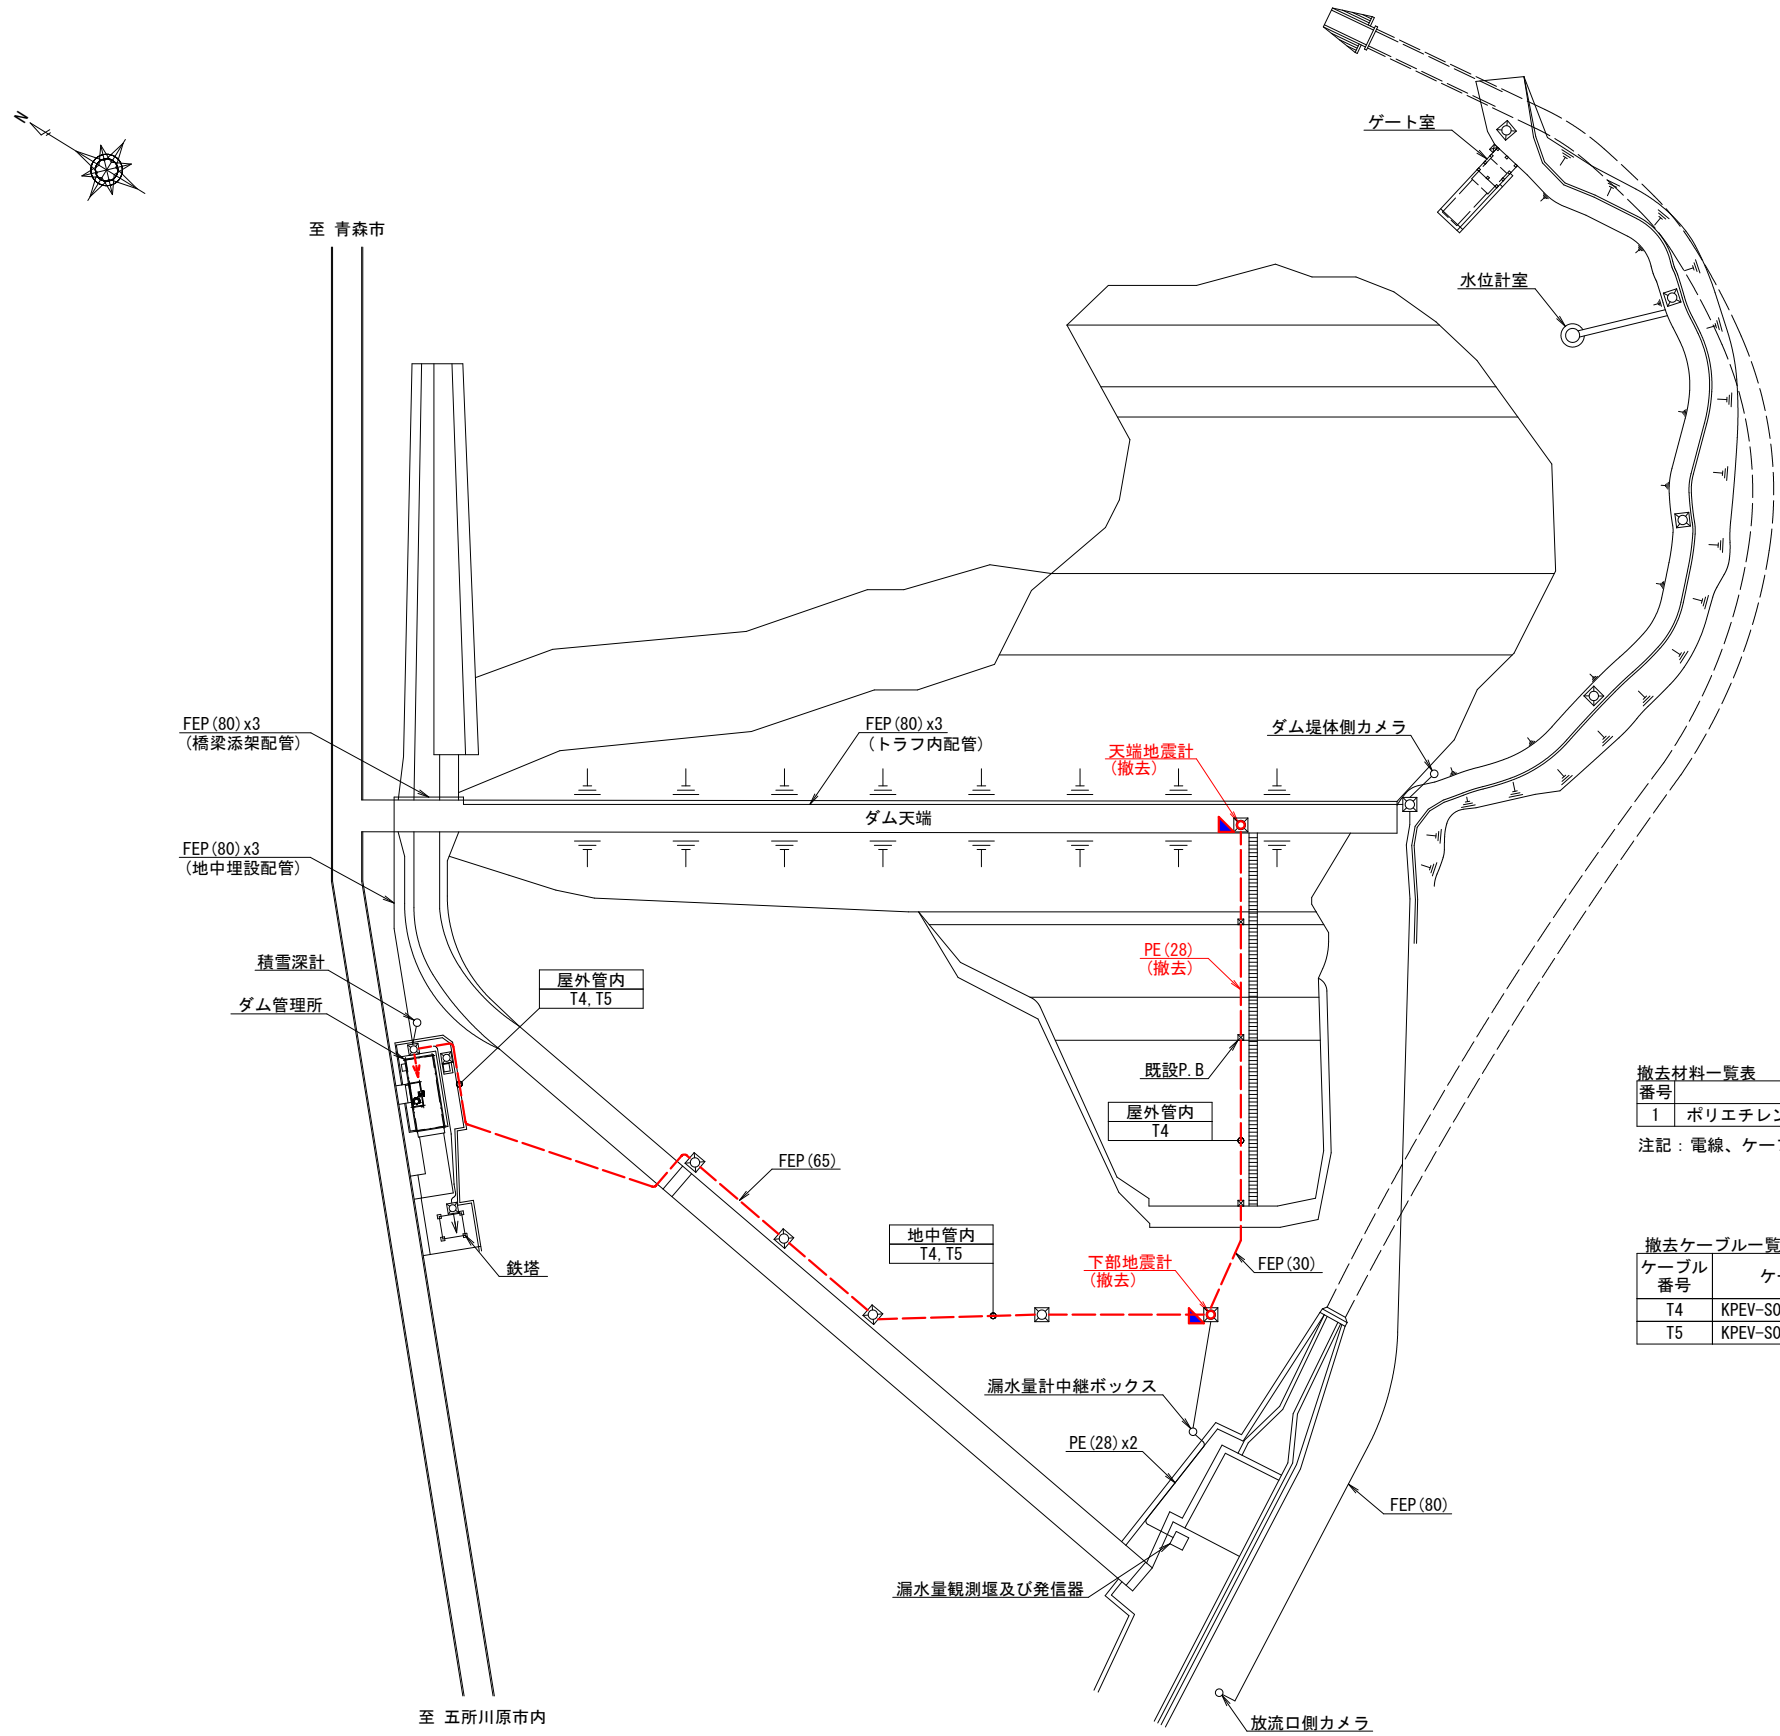 N
ゲート室
至 青森市
水位計室
FEP(80)x3
(橋梁添架配管)
FEP(80)x3
(トラフ内配管)
天端地震計
(撤去)
ダム堤体側カメラ
ダム天端
FEP(80)x3
(地中埋設配管)
積雪深計
ダム管理所
屋外管内
T4,T5
PE(28)
(撤去)
既設P.B
屋外管内
T4
撤去材料一覧表
番号
1 ポリエチレン
注記：電線、ケー
FEP(65)
地中管内
T4,T5
下部地震計
(撤去)
FEP(30)
鉄塔
撤去ケーブル一覧
ケーブル
番号
ケ
T4 KPEV-S0
T5 KPEV-S0
漏水量計中継ボックス
PE(28)x2
FEP(80)
漏水量観測堰及び発信器
至 五所川原市内
放流口側カメラ